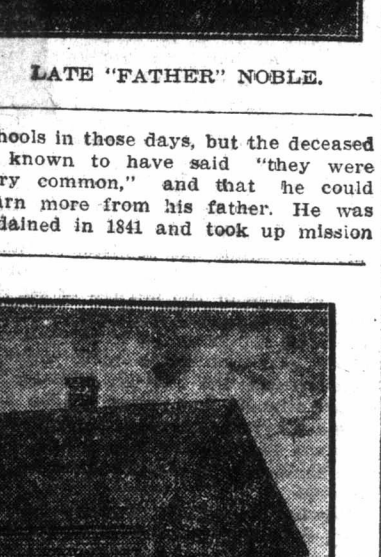 LATE "FATHER" NOBLE.
hools in those days, but the deceased
known to have said "they were
ry common," and that he could
arn more from his father. He was
dained in 1841 and took up mission